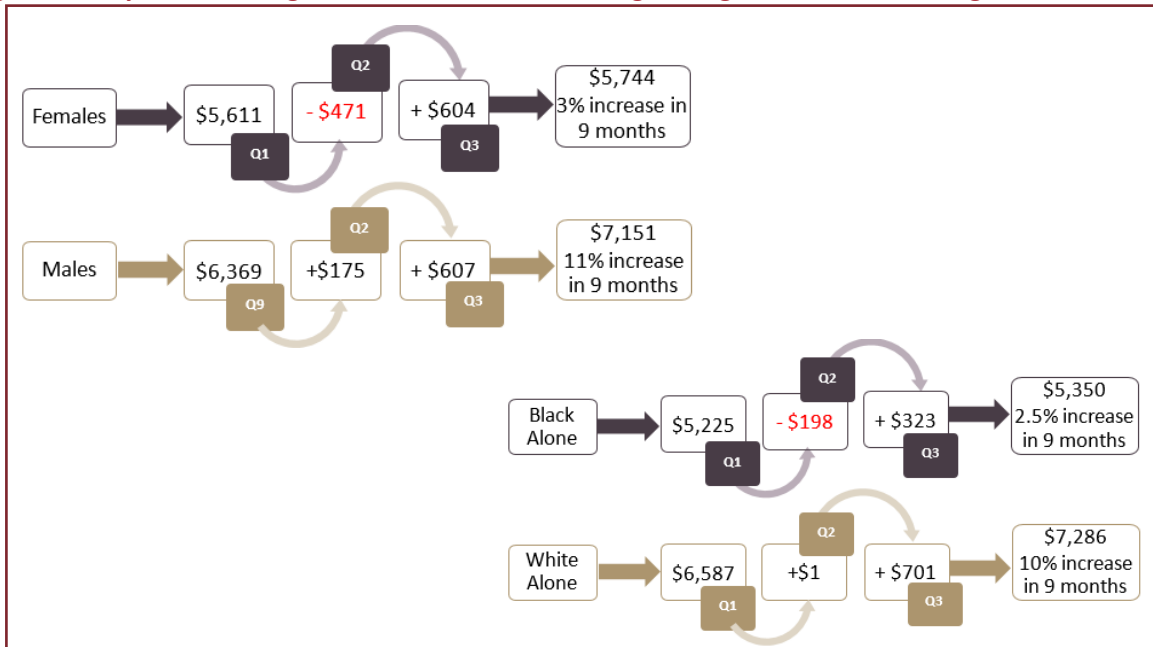 Females
$5,611
Q1
- $471
Q2
+ $604
Q3
$5,744
3% increase in
9 months
Males
$6,369
Q9
+$175
Q2
+ $607
Q3
$7,151
11% increase
in 9 months
Black
Alone
$5,225
Q1
- $198
Q2
+ $323
Q3
$5,350
2.5% increase
in 9 months
White
Alone
$6,587
Q1
+$1
Q2
+ $701
Q3
$7,286
10% increase
in 9 months